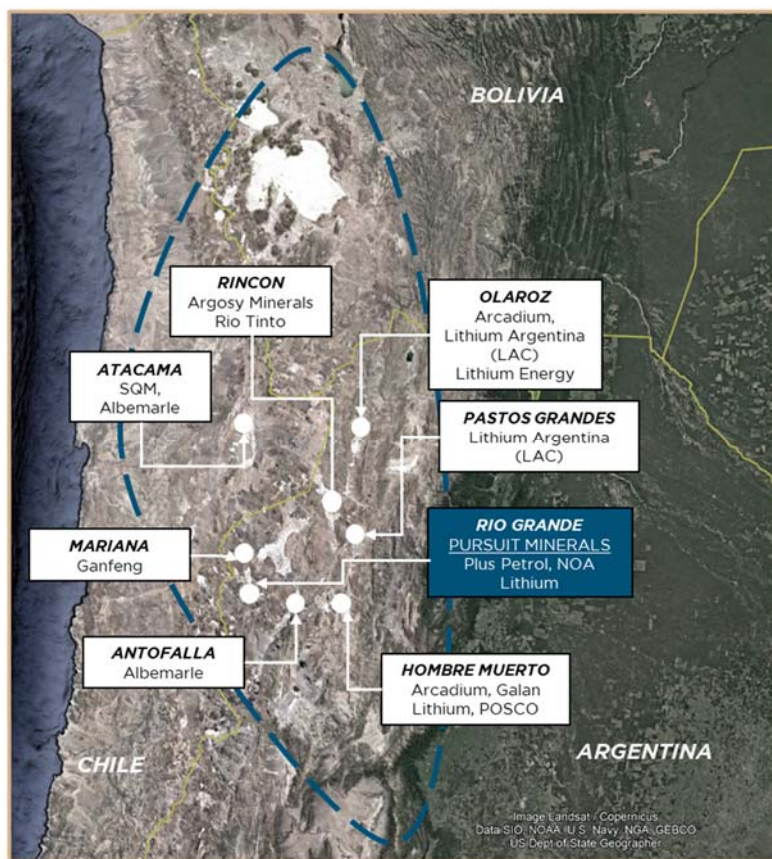 BOLIVIA
RINCON
Argosy Minerals
Rio Tinto
OLAROZ
Arcadium,
Lithium Argentina
(LAC)
Lithium Energy
ATACAMA
SQM,
Albemarle
PASTOS GRANDES
Lithium Argentina
(LAC)
MARIANA
Ganfeng
RIO GRANDE
PURSUIT MINERALS
Plus Petrol, NOA
Lithium
ANTOFALLA
Albemarle
HOMBRE MUERTO
Arcadium, Galan
Lithium, POSCO
CHILE
ARGENTINA
Image Landsat / Copernicus
Data SIO, NOAA, U.S. Navy, NGA, GEBCO
US Dept of State Geographer